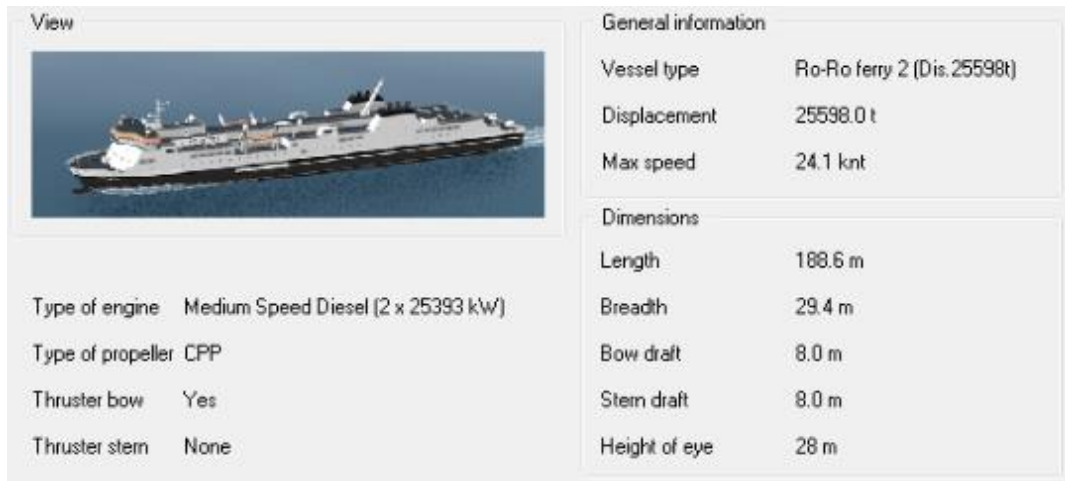 View
General information
Vessel type Ro-Ro ferry 2 (Dis.25598t)
Displacement 25598.0 t
Max speed 24.1 knt
Dimensions
Length 188.6 m
Breadth 29.4 m
Bow draft 8.0 m
Stern draft 8.0 m
Height of eye 28 m
Type of engine Medium Speed Diesel (2 x 25393 kW)
Type of propeller CPP
Thruster bow Yes
Thruster stern None